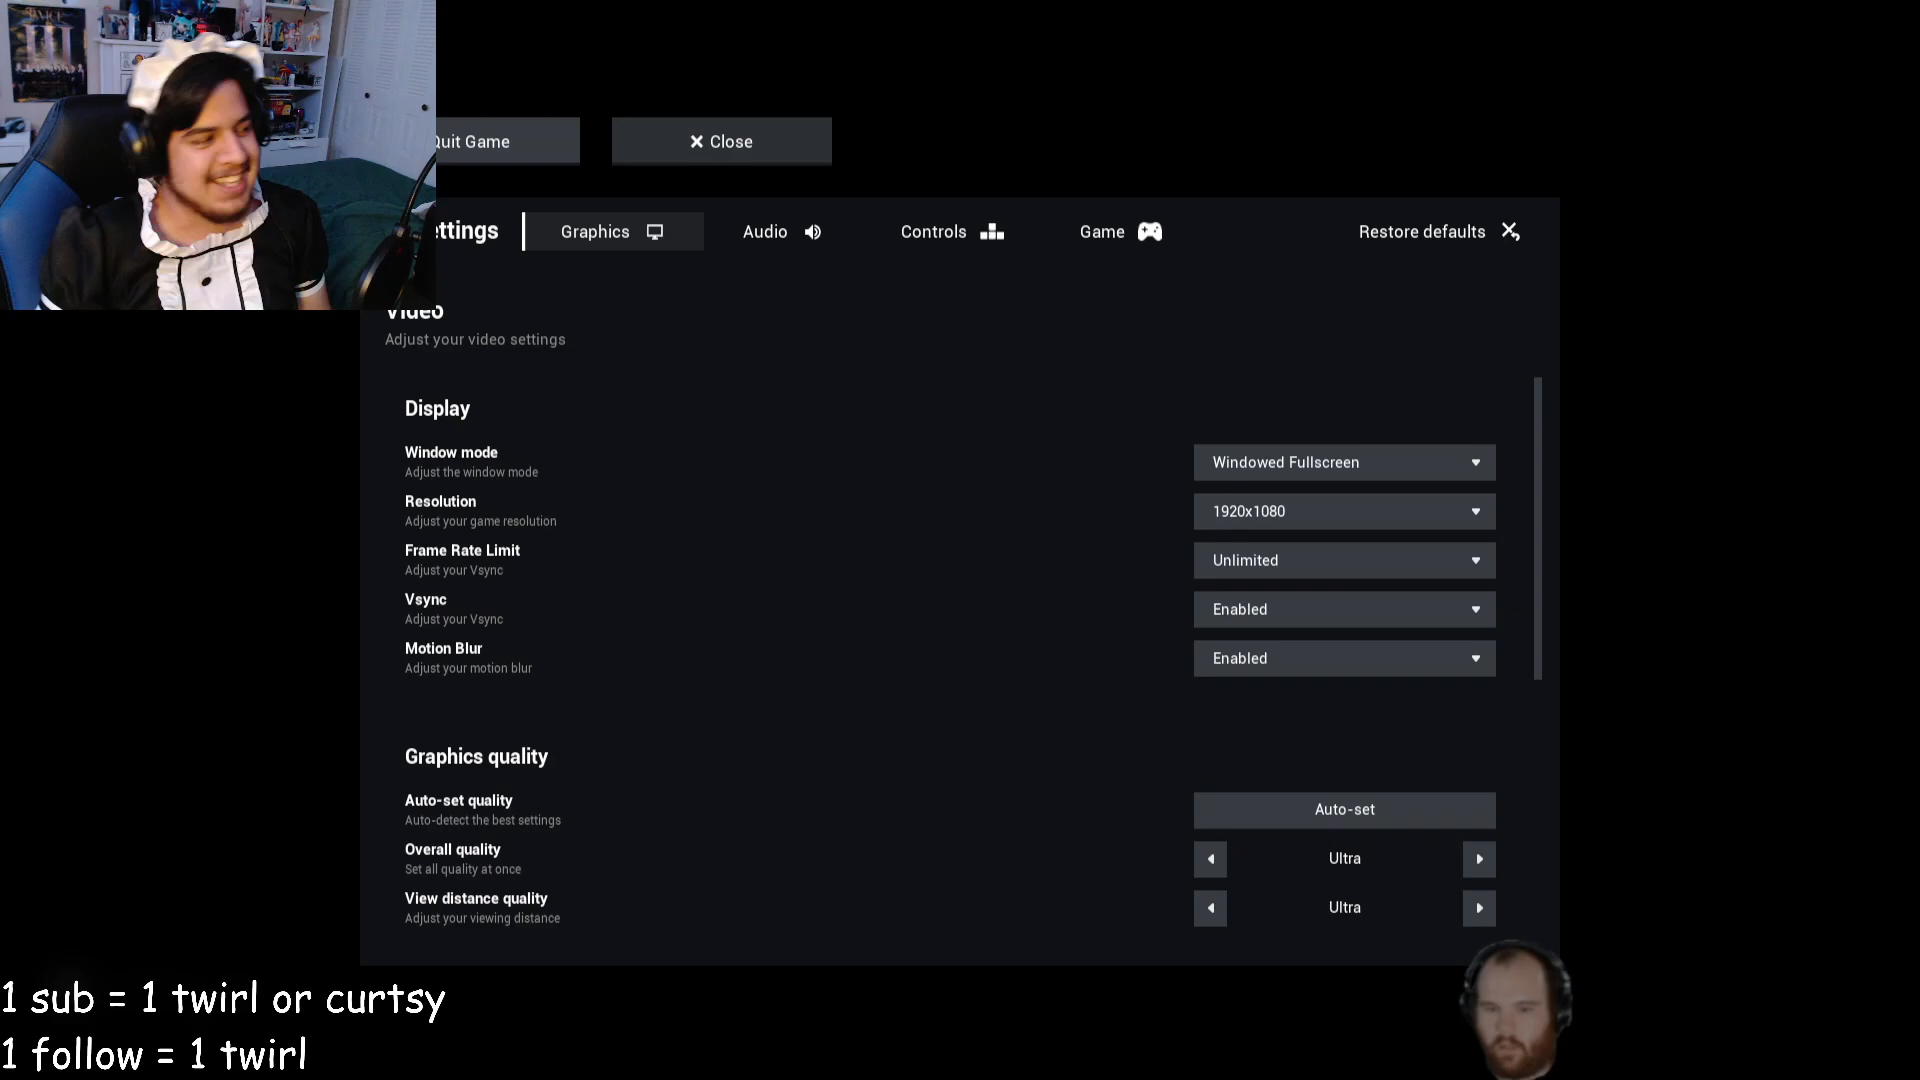 Quit Game
Close
ettings
Graphics
Audio
Controls
Game
Restore defaults
Video
Adjust your video settings
Display
Window mode
Adjust the window mode
Windowed Fullscreen
Resolution
Adjust your game resolution
1920x1080
Frame Rate Limit
Adjust your Vsync
Unlimited
Vsync
Adjust your Vsync
Enabled
Motion Blur
Adjust your motion blur
Enabled
Graphics quality
Auto-set quality
Auto-detect the best settings
Auto-set
Overall quality
Set all quality at once
Ultra
View distance quality
Adjust your viewing distance
Ultra
1 sub = 1 twirl or curtsy
1 follow = 1 twirl